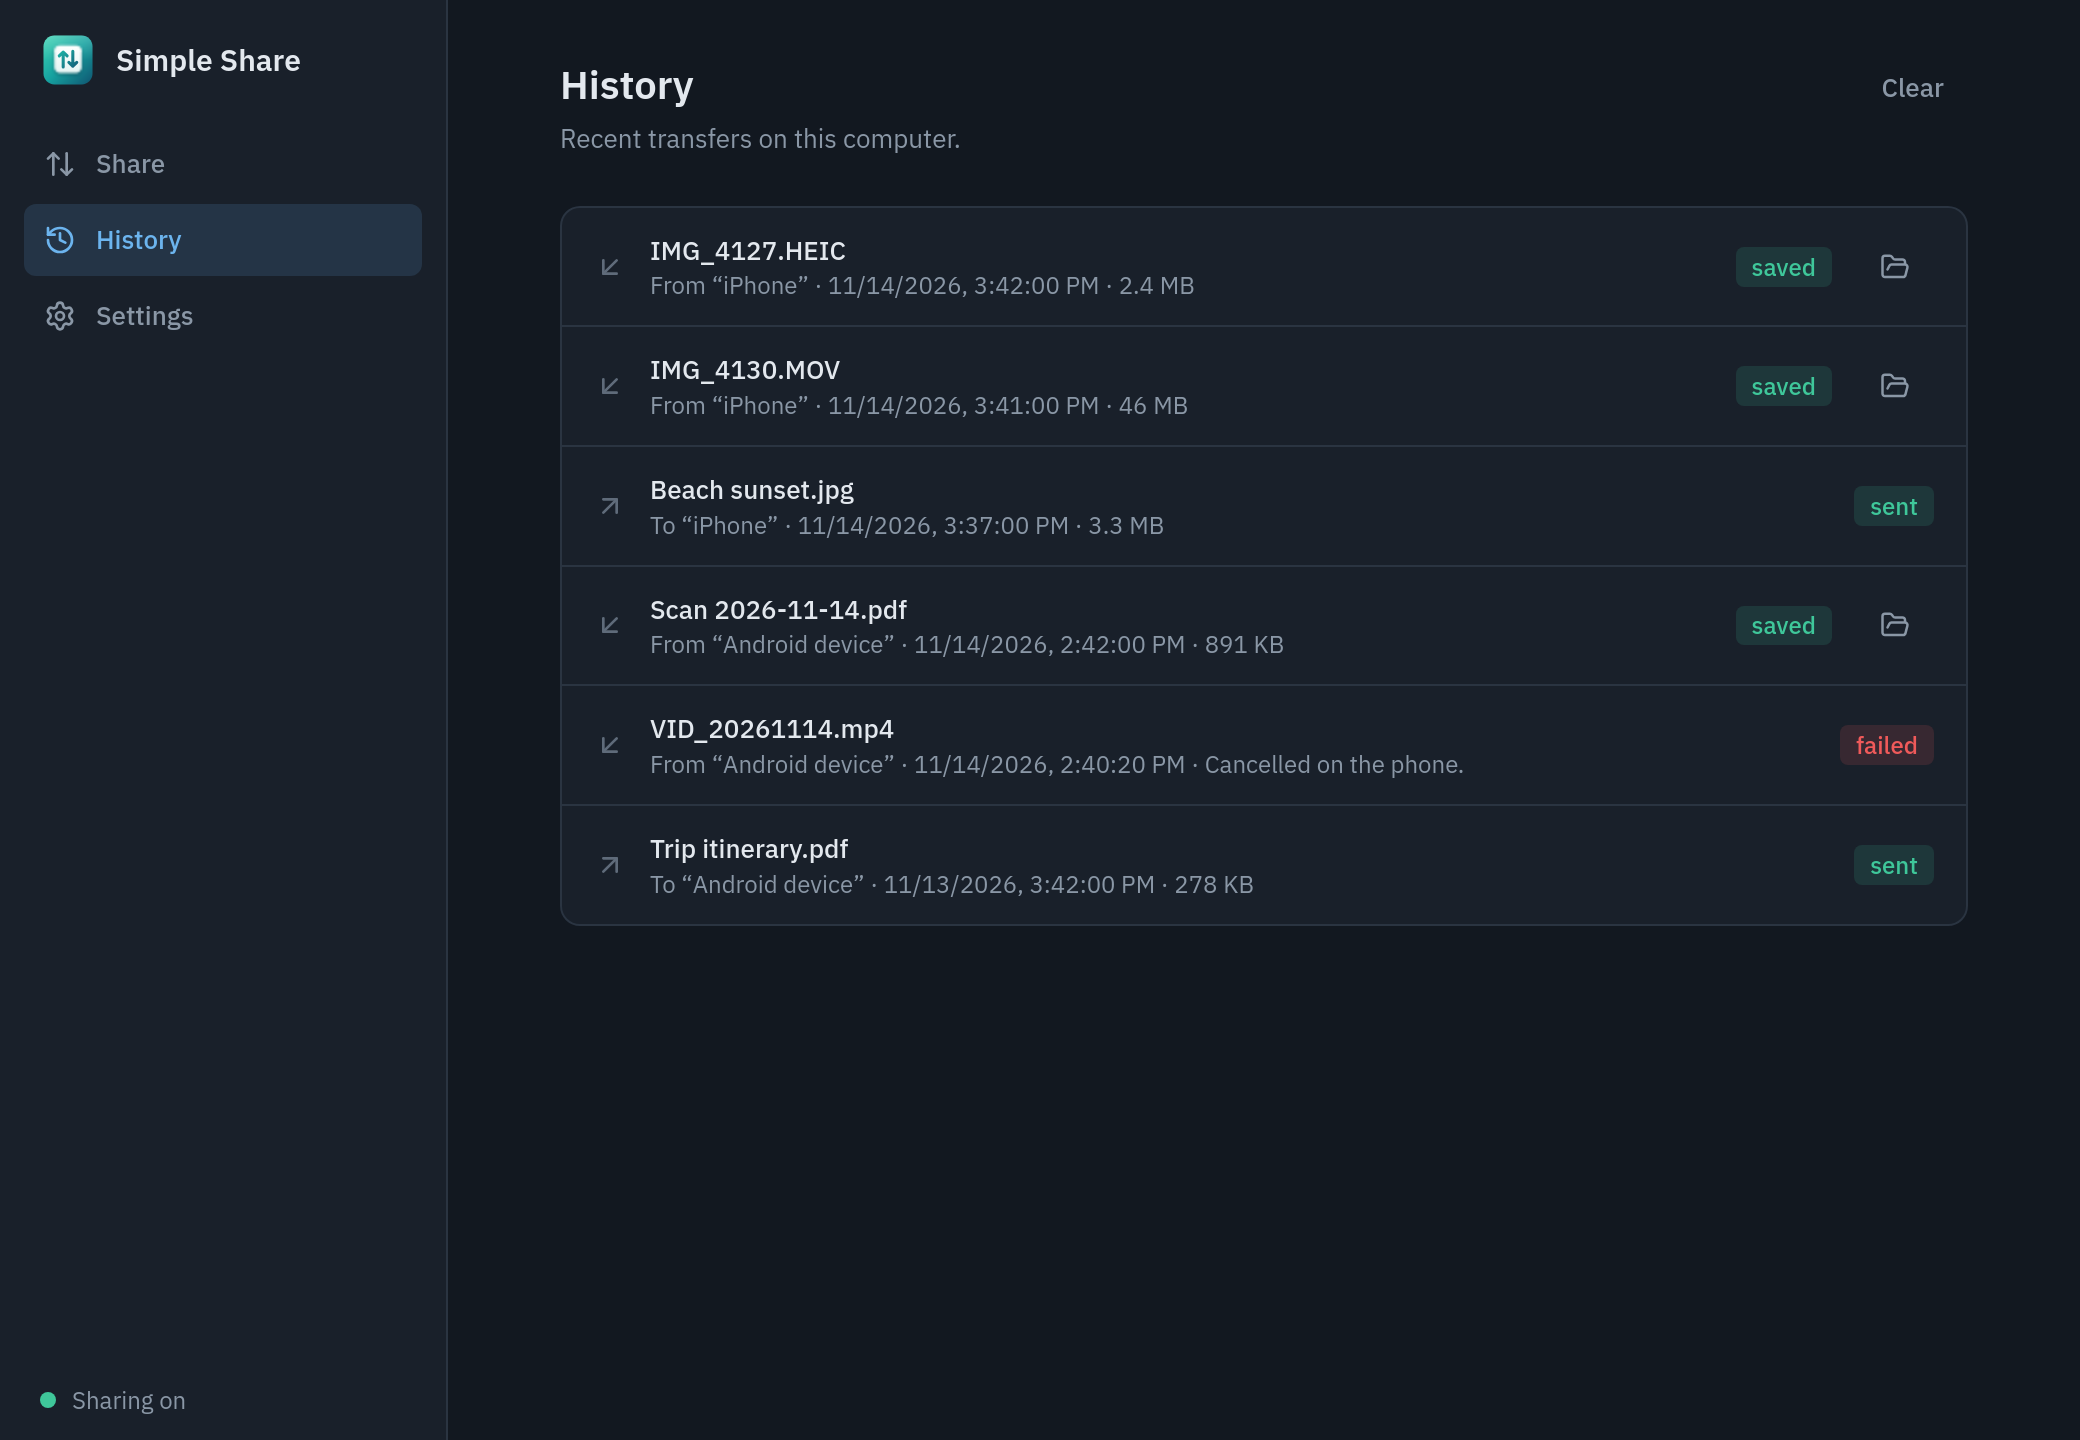 Simple Share
Share
History
Settings
Sharing on
History
Clear
Recent transfers on this computer.
IMG_4127.HEIC
From “iPhone” · 11/14/2026, 3:42:00 PM · 2.4 MB
saved
IMG_4130.MOV
From “iPhone” · 11/14/2026, 3:41:00 PM · 46 MB
saved
Beach sunset.jpg
To “iPhone” · 11/14/2026, 3:37:00 PM · 3.3 MB
sent
Scan 2026-11-14.pdf
From “Android device” · 11/14/2026, 2:42:00 PM · 891 KB
saved
VID_20261114.mp4
From “Android device” · 11/14/2026, 2:40:20 PM · Cancelled on the phone.
failed
Trip itinerary.pdf
To “Android device” · 11/13/2026, 3:42:00 PM · 278 KB
sent